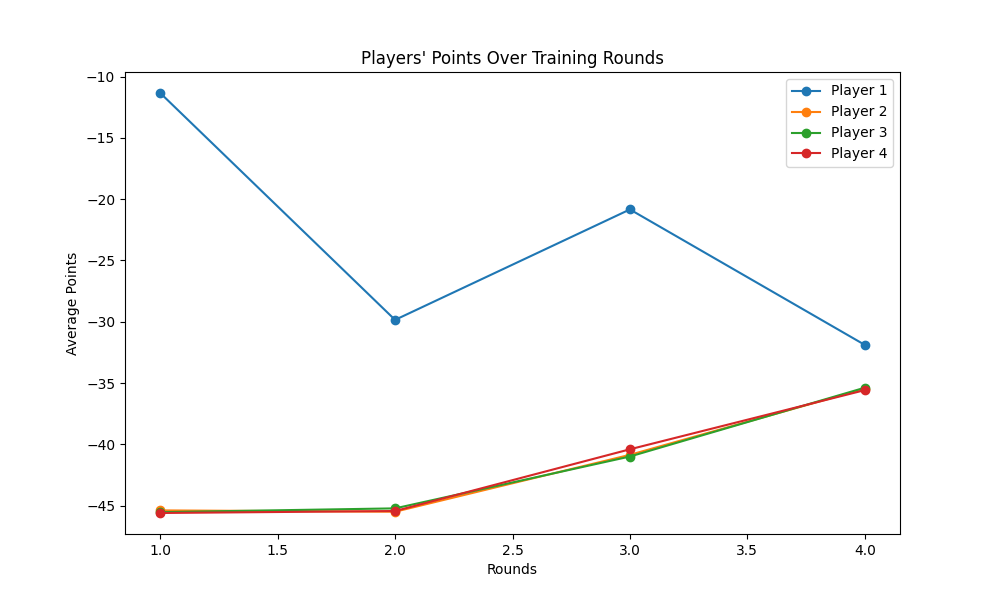 Players' Points Over Training Rounds
Player 1
Player 2
Player 3
Player 4
Average Points
−10
−15
−20
−25
−30
−35
−40
−45
1.0 1.5 2.0 2.5 3.0 3.5 4.0
Rounds